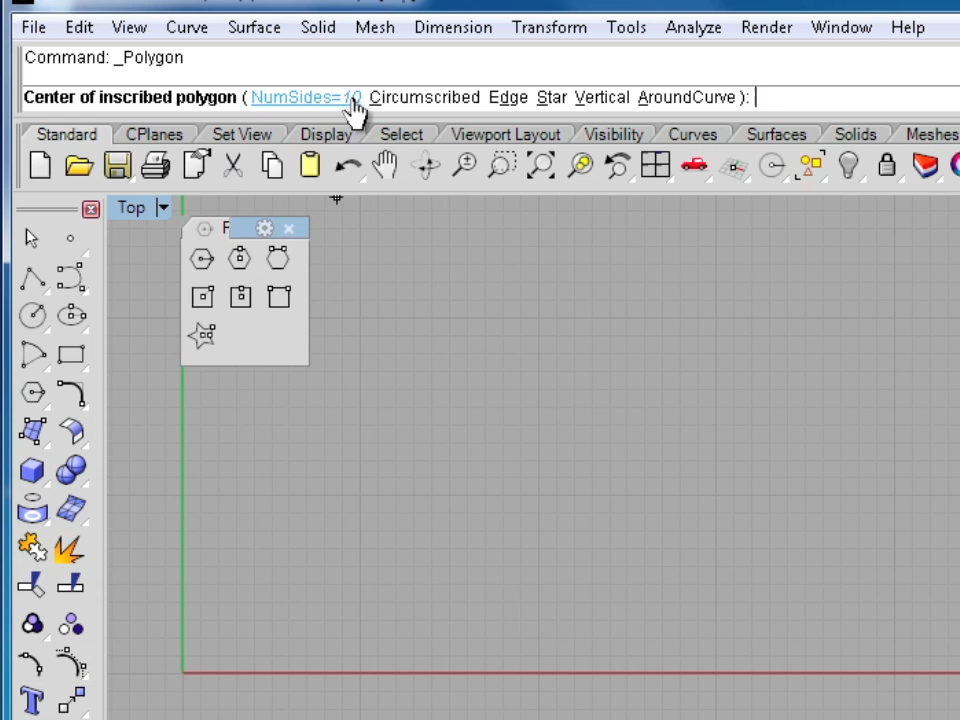 File Edit View Curve Surface Solid Mesh Dimension Transform Tools Analyze Render Window Help
Command: _Polygon
Center of inscribed polygon ( NumSides=10 Circumscribed Edge Star Vertical AroundCurve ):
Standard CPlanes Set View Display Select Viewport Layout Visibility Curves Surfaces Solids Meshes
Top